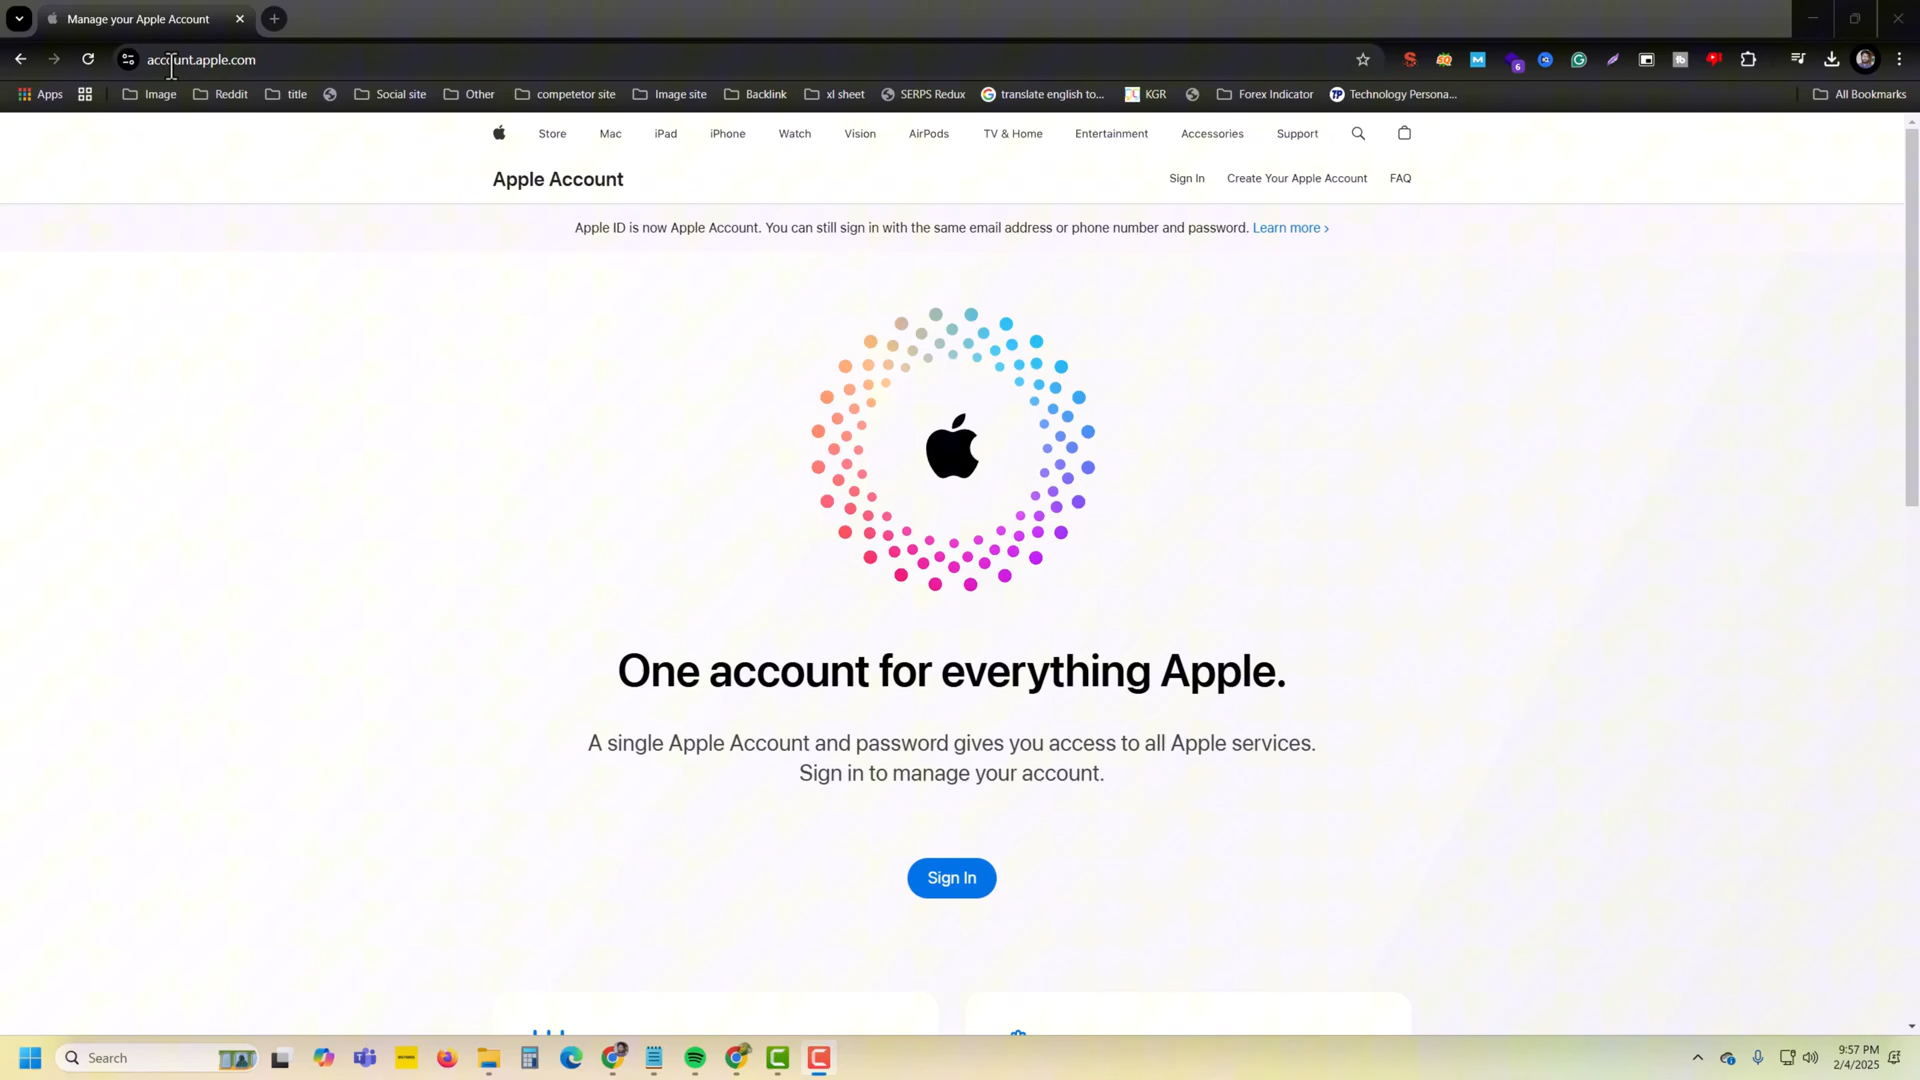 Manage your Apple Account
account.apple.com
Apps
Image
Reddit
title
Social site
Other
competetor site
Image site
Backlink
xl sheet
SERPS Redux
translate english to...
KGR
Forex Indicator
Technology Persona...
All Bookmarks
Store
Mac
iPad
iPhone
Watch
Vision
AirPods
TV & Home
Entertainment
Accessories
Support
Apple Account
Sign In
Create Your Apple Account
FAQ
Apple ID is now Apple Account. You can still sign in with the same email address or phone number and password. Learn more >
One account for everything Apple.
A single Apple Account and password gives you access to all Apple services.
Sign in to manage your account.
Sign In
Search
9:57 PM
2/4/2025